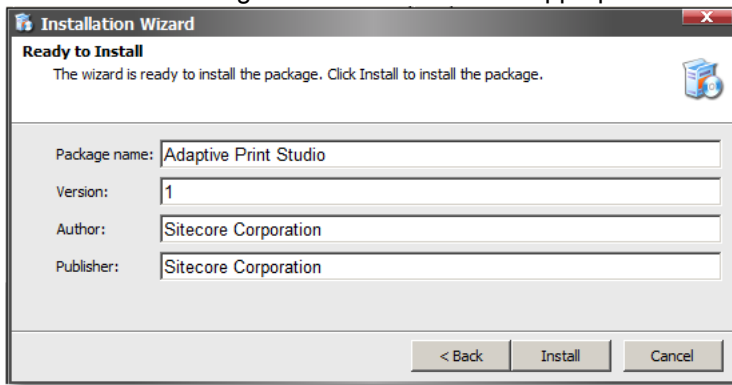 Installation Wizard
X
Ready to Install
The wizard is ready to install the package. Click Install to install the package.
Package name: Adaptive Print Studio
Version: 1
Author: Sitecore Corporation
Publisher: Sitecore Corporation
< Back Install Cancel